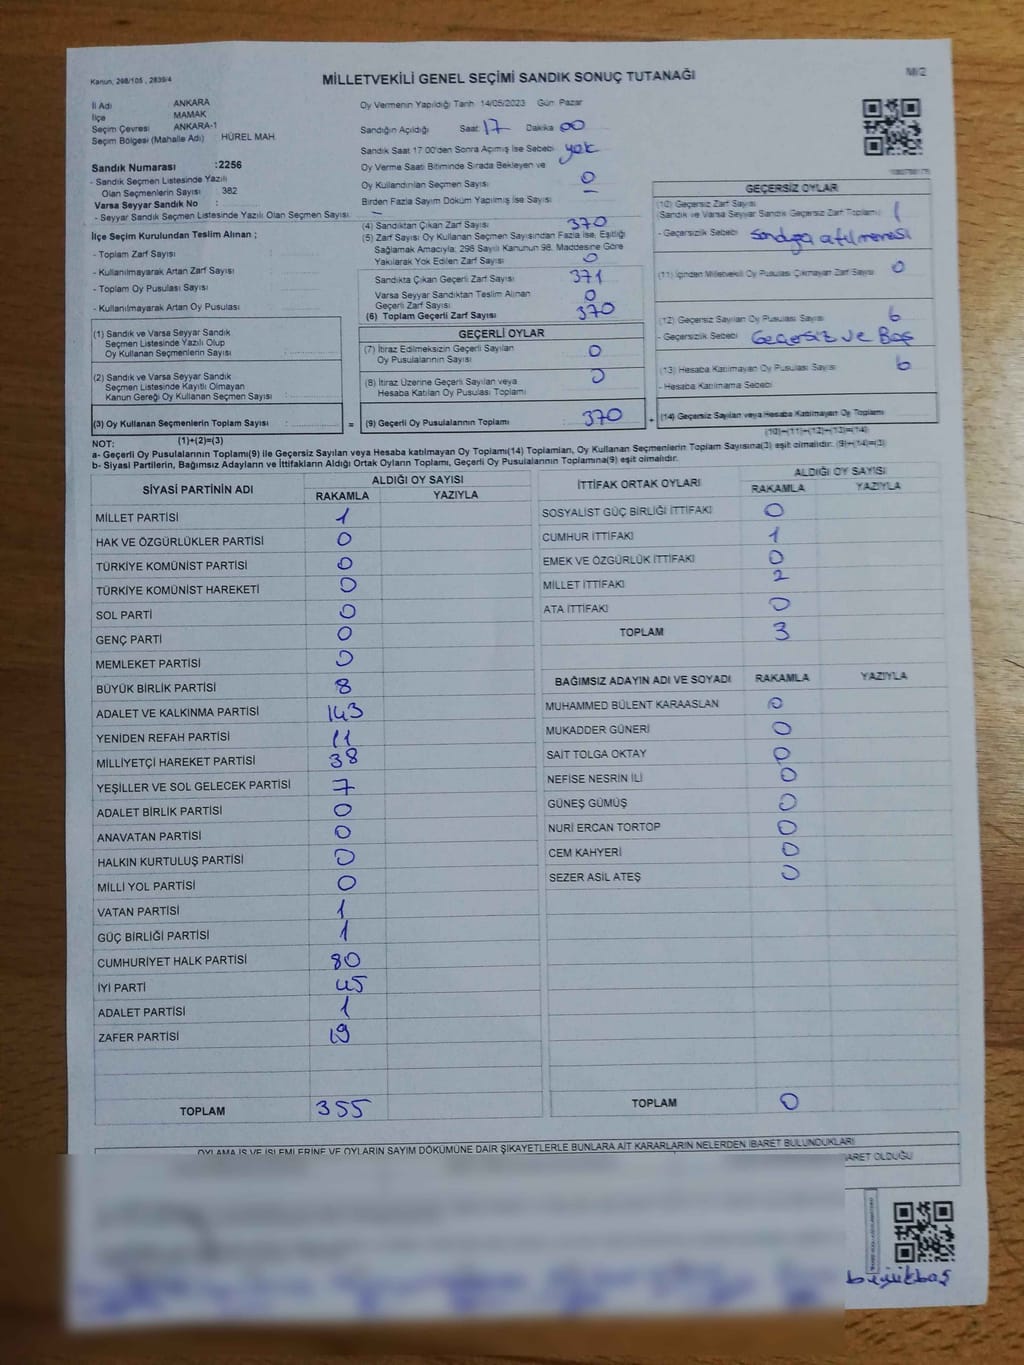 Kanun, 298/105 , 2839/4
MİLLETVEKİLİ GENEL SEÇİMİ SANDIK SONUÇ TUTANAĞI
M/2
İl Adı ANKARA
İlçe MAMAK
Seçim Çevresi ANKARA-1
Seçim Bölgesi (Mahalle Adı) HÜREL MAH.
Sandık Numarası :2256
- Sandık Seçmen Listesinde Yazılı
Olan Seçmenlerin Sayısı : 382
Varsa Seyyar Sandık No :
- Seyyar Sandık Seçmen Listesinde Yazılı Olan Seçmen Sayısı. —
İlçe Seçim Kurulundan Teslim Alınan ;
- Toplam Zarf Sayısı :
- Kullanılmayarak Artan Zarf Sayısı :
- Toplam Oy Pusulası Sayısı :
- Kullanılmayarak Artan Oy Pusulası :
(1) Sandık ve Varsa Seyyar Sandık
Seçmen Listesinde Yazılı Olup
Oy Kullanan Seçmenlerin Sayısı :
(2) Sandık ve Varsa Seyyar Sandık
Seçmen Listesinde Kayıtlı Olmayan
Kanun Gereği Oy Kullanan Seçmen Sayısı :
(3) Oy Kullanan Seçmenlerin Toplam Sayısı :
(1)+(2)=(3)
Oy Vermenin Yapıldığı Tarih 14/05/2023 Gün Pazar
Sandığın Açıldığı Saat 17 Dakika 00
Sandık Saat 17.00'den Sonra Açımış İse Sebebi yok
Oy Verme Saati Bitiminde Sırada Bekleyen ve
Oy Kullandırılan Seçmen Sayısı 0
Birden Fazla Sayım Döküm Yapılmış İse Sayısı —
(4) Sandıktan Çıkan Zarf Sayısı 370
(5) Zarf Sayısı Oy Kullanan Seçmen Sayısından Fazla İse, Eşitliği
Sağlamak Amacıyla, 298 Sayılı Kanunun 98. Maddesine Göre
Yakılarak Yok Edilen Zarf Sayısı 0
Sandıkta Çıkan Geçerli Zarf Sayısı 371
Varsa Seyyar Sandıktan Teslim Alınan
Geçerli Zarf Sayısı 0
(6) Toplam Geçerli Zarf Sayısı 370
GEÇERLİ OYLAR
(7) İtiraz Edilmeksizin Geçerli Sayılan
Oy Pusulalarının Sayısı 0
(8) İtiraz Üzerine Geçerli Sayılan veya
Hesaba Katılan Oy Pusulası Toplamı 0
= (9) Geçerli Oy Pusulalarının Toplamı 370 +
GEÇERSİZ OYLAR
(10) Geçersiz Zarf Sayısı
(Sandık ve Varsa Seyyar Sandık Geçersiz Zarf Toplamı) 1
- Geçersizlik Sebebi Sandığa atılmaması
(11) İçinden Milletvekili Oy Pusulası Çıkmayan Zarf Sayısı 0
(12) Geçersiz Sayılan Oy Pusulası Sayısı 6
- Geçersizlik Sebebi Geçersiz ve Boş
(13) Hesaba Katılmayan Oy Pusulası Sayısı 6
- Hesaba Katılmama Sebebi
(14) Geçersiz Sayılan veya Hesaba Katılmayan Oy Toplamı
(10)+(11)+(12)+(13)=(14)
NOT:
a- Geçerli Oy Pusulalarının Toplamı(9) ile Geçersiz Sayılan veya Hesaba katılmayan Oy Toplamı(14) Toplamları, Oy Kullanan Seçmenlerin Toplam Sayısına(3) eşit olmalıdır. (9)+(14)=(3)
b- Siyasi Partilerin, Bağımsız Adayların ve İttifakların Aldığı Ortak Oyların Toplamı, Geçerli Oy Pusulalarının Toplamına(9) eşit olmalıdır.
SİYASİ PARTİNİN ADI ALDIĞI OY SAYISI
RAKAMLA YAZIYLA
MİLLET PARTİSİ 1
HAK VE ÖZGÜRLÜKLER PARTİSİ 0
TÜRKİYE KOMÜNİST PARTİSİ 0
TÜRKİYE KOMÜNİST HAREKETİ 0
SOL PARTİ 0
GENÇ PARTİ 0
MEMLEKET PARTİSİ 0
BÜYÜK BİRLİK PARTİSİ 8
ADALET VE KALKINMA PARTİSİ 143
YENİDEN REFAH PARTİSİ 11
MİLLİYETÇİ HAREKET PARTİSİ 38
YEŞİLLER VE SOL GELECEK PARTİSİ 7
ADALET BİRLİK PARTİSİ 0
ANAVATAN PARTİSİ 0
HALKIN KURTULUŞ PARTİSİ 0
MİLLİ YOL PARTİSİ 0
VATAN PARTİSİ 1
GÜÇ BİRLİĞİ PARTİSİ 1
CUMHURİYET HALK PARTİSİ 80
İYİ PARTİ 45
ADALET PARTİSİ 1
ZAFER PARTİSİ 19
TOPLAM 355
İTTİFAK ORTAK OYLARI ALDIĞI OY SAYISI
RAKAMLA YAZIYLA
SOSYALİST GÜÇ BİRLİĞİ İTTİFAKI 0
CUMHUR İTTİFAKI 1
EMEK VE ÖZGÜRLÜK İTTİFAKI 0
MİLLET İTTİFAKI 2
ATA İTTİFAKI 0
TOPLAM 3
BAĞIMSIZ ADAYIN ADI VE SOYADI RAKAMLA YAZIYLA
MUHAMMED BÜLENT KARAASLAN 0
MUKADDER GÜNERİ 0
SAİT TOLGA OKTAY 0
NEFİSE NESRİN İLİ 0
GÜNEŞ GÜMÜŞ 0
NURİ ERCAN TORTOP 0
CEM KAHYERİ 0
SEZER ASİL ATEŞ 0
TOPLAM 0
OYLAMA İŞ VE İŞLEMLERİNE VE OYLARIN SAYIM DÖKÜMÜNE DAİR ŞİKAYETLERLE BUNLARA AİT KARARLARIN NELERDEN İBARET BULUNDUKLARI
BARET OLDUĞU